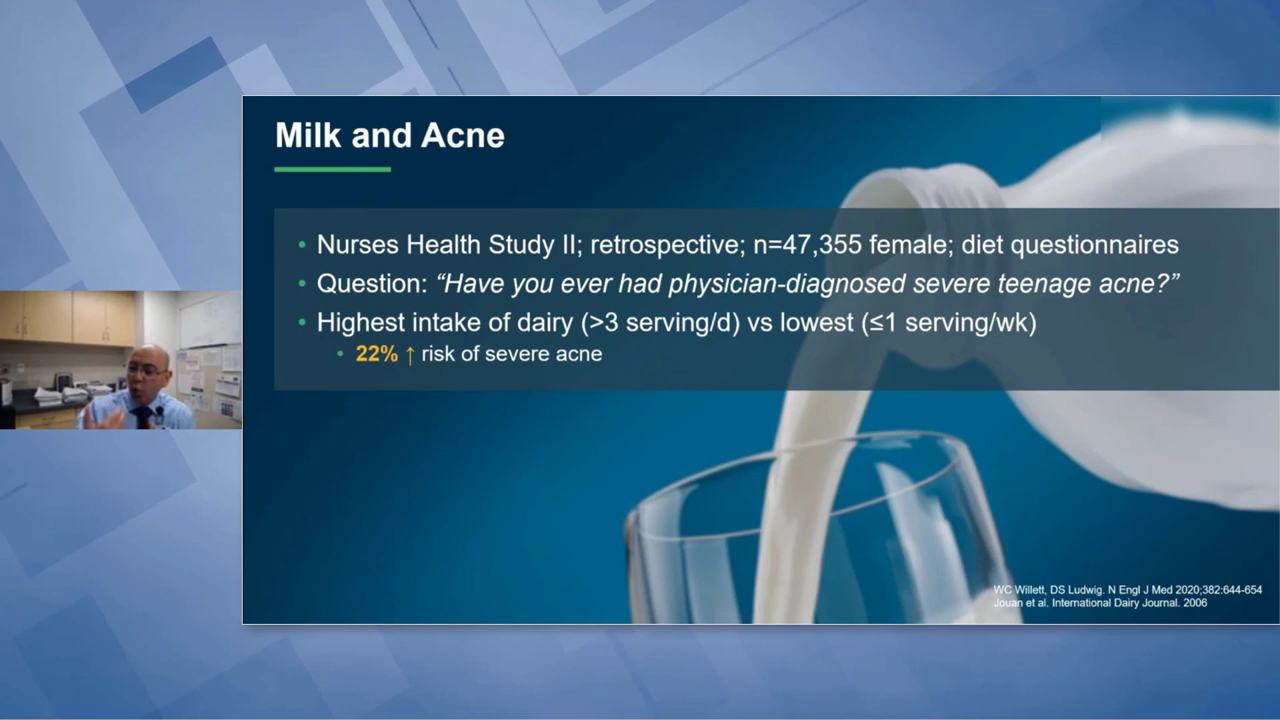 Milk and Acne
• Nurses Health Study II; retrospective; n=47,355 female; diet questionnaires
• Question: “Have you ever had physician-diagnosed severe teenage acne?”
• Highest intake of dairy (>3 serving/d) vs lowest (≤1 serving/wk)
• 22% ↑ risk of severe acne
WC Willett, DS Ludwig. N Engl J Med 2020;382:644-654
Jouan et al. International Dairy Journal. 2006